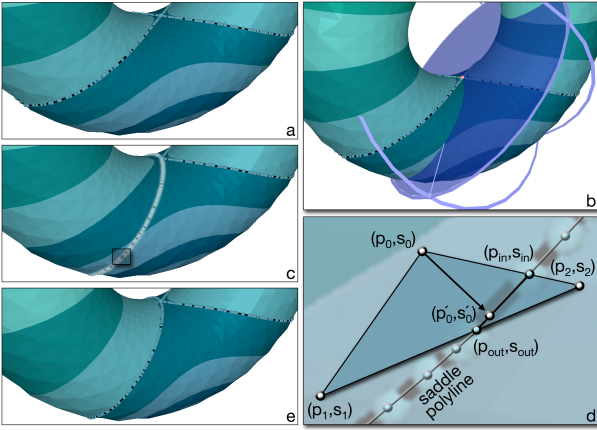 a
b
c
e
(p0,s0)
(pin,sin)
(p2,s2)
(p´0,s´0)
(pout,sout)
(p1,s1)
saddle
polyline
d